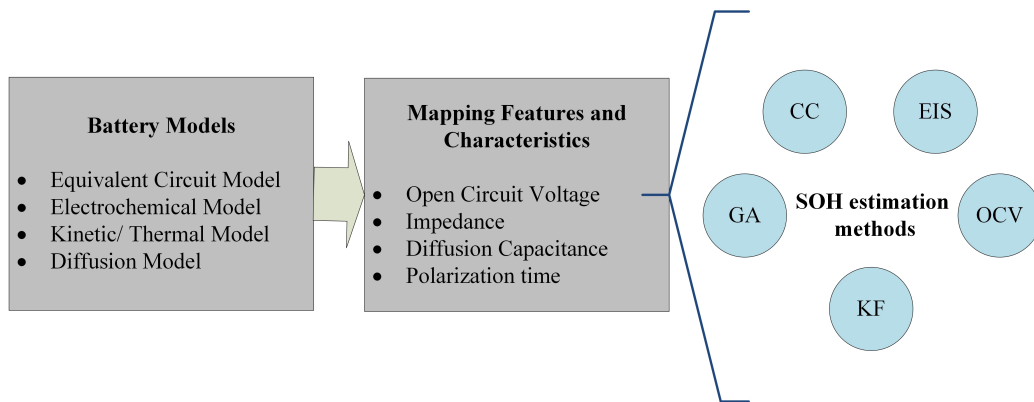 Battery Models
• Equivalent Circuit Model
• Electrochemical Model
• Kinetic/ Thermal Model
• Diffusion Model
Mapping Features and
Characteristics
• Open Circuit Voltage
• Impedance
• Diffusion Capacitance
• Polarization time
CC
EIS
GA
SOH estimation
methods
OCV
KF